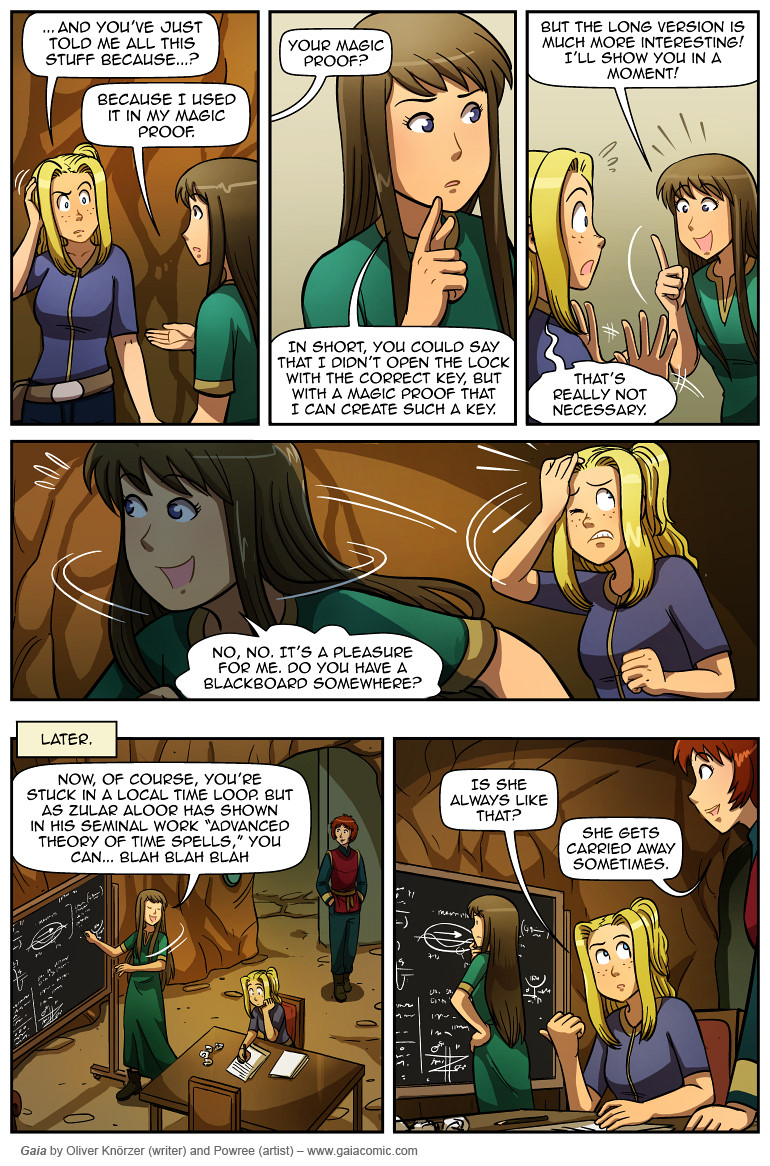 ...AND YOU'VE JUST
TOLD ME ALL THIS
STUFF BECAUSE...?
BECAUSE I USED
IT IN MY MAGIC
PROOF.
YOUR MAGIC
PROOF?
IN SHORT, YOU COULD SAY
THAT I DIDN'T OPEN THE LOCK
WITH THE CORRECT KEY, BUT
WITH A MAGIC PROOF THAT
I CAN CREATE SUCH A KEY.
BUT THE LONG VERSION IS
MUCH MORE INTERESTING!
I'LL SHOW YOU IN A
MOMENT!
THAT'S
REALLY NOT
NECESSARY.
NO, NO. IT'S A PLEASURE
FOR ME. DO YOU HAVE A
BLACKBOARD SOMEWHERE?
LATER.
NOW, OF COURSE, YOU'RE
STUCK IN A LOCAL TIME LOOP. BUT
AS ZULAR ALOOR HAS SHOWN
IN HIS SEMINAL WORK "ADVANCED
THEORY OF TIME SPELLS," YOU
CAN... BLAH BLAH BLAH
IS SHE
ALWAYS LIKE
THAT?
SHE GETS
CARRIED AWAY
SOMETIMES.
Gaia by Oliver Knörzer (writer) and Powree (artist) – www.gaiacomic.com